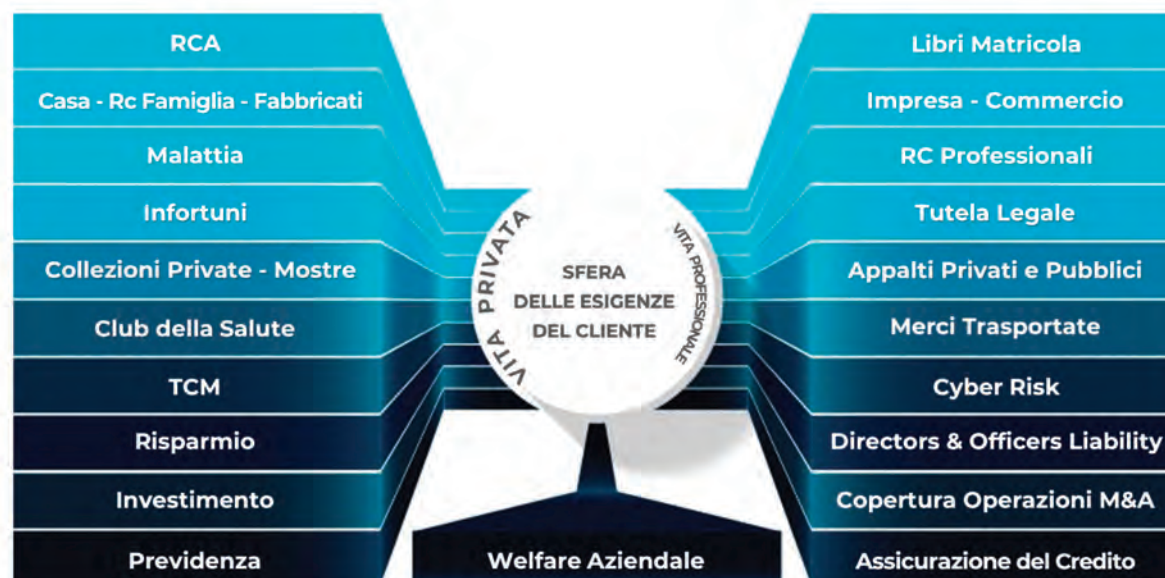 RCA
Casa - Rc Famiglia - Fabbricati
Malattia
Infortuni
Collezioni Private - Mostre
Club della Salute
TCM
Risparmio
Investimento
Previdenza
VITA PRIVATA
SFERA
DELLE ESIGENZE
DEL CLIENTE
VITA PROFESSIONALE
Welfare Aziendale
Libri Matricola
Impresa - Commercio
RC Professionali
Tutela Legale
Appalti Privati e Pubblici
Merci Trasportate
Cyber Risk
Directors & Officers Liability
Copertura Operazioni M&A
Assicurazione del Credito